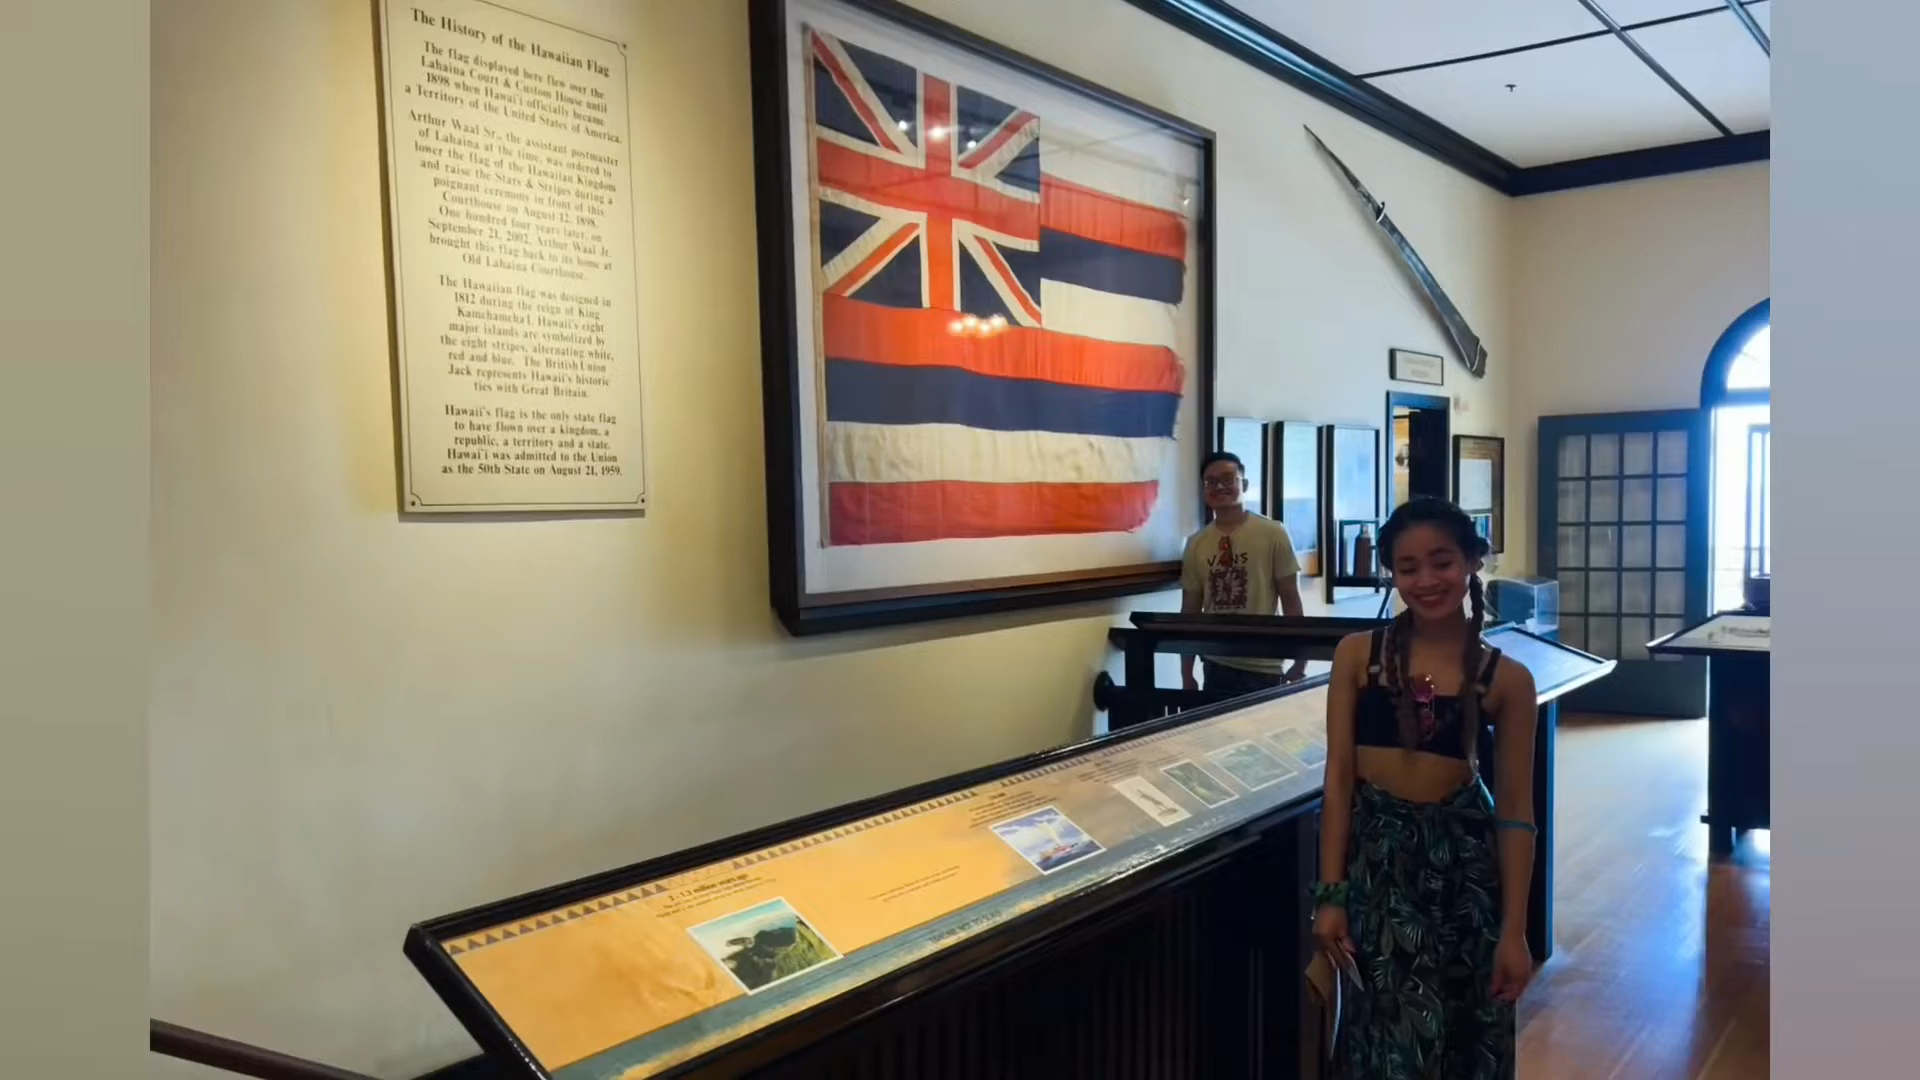 The History of the Hawaiian Flag
The flag displayed here flew over the
Lahaina Court & Custom House until
1898 when Hawai'i officially became
a Territory of the United States of America.
Arthur Waal Sr., the assistant postmaster
of Lahaina at the time, was ordered to
lower the flag of the Hawaiian Kingdom
and raise the Stars & Stripes during a
poignant ceremony in front of this
Courthouse on August 12, 1898.
One hundred four years later, on
September 21, 2002, Arthur Waal Jr.
brought this flag back to its home at
Old Lahaina Courthouse.
The Hawaiian flag was designed in
1812 during the reign of King
Kamehameha I. Hawaii's eight
major islands are symbolized by
the eight stripes, alternating white,
red and blue. The British Union
Jack represents Hawaii's historic
ties with Great Britain.
Hawaii's flag is the only state flag
to have flown over a kingdom, a
republic, a territory and a state.
Hawai'i was admitted to the Union
as the 50th State on August 21, 1959.
VANS
2 - 1.3 million years ago